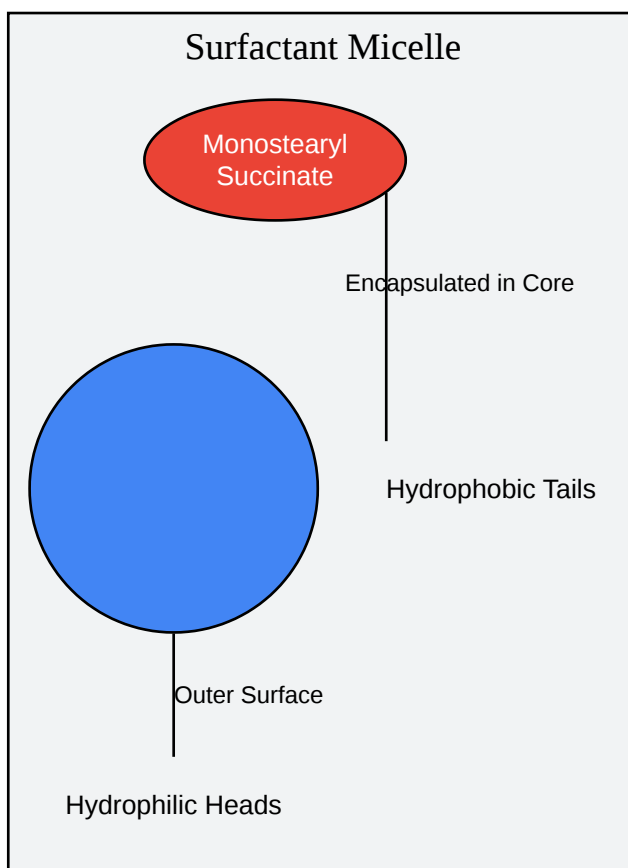 Surfactant Micelle
Monostearyl
Succinate
Encapsulated in Core
Hydrophobic Tails
Outer Surface
Hydrophilic Heads